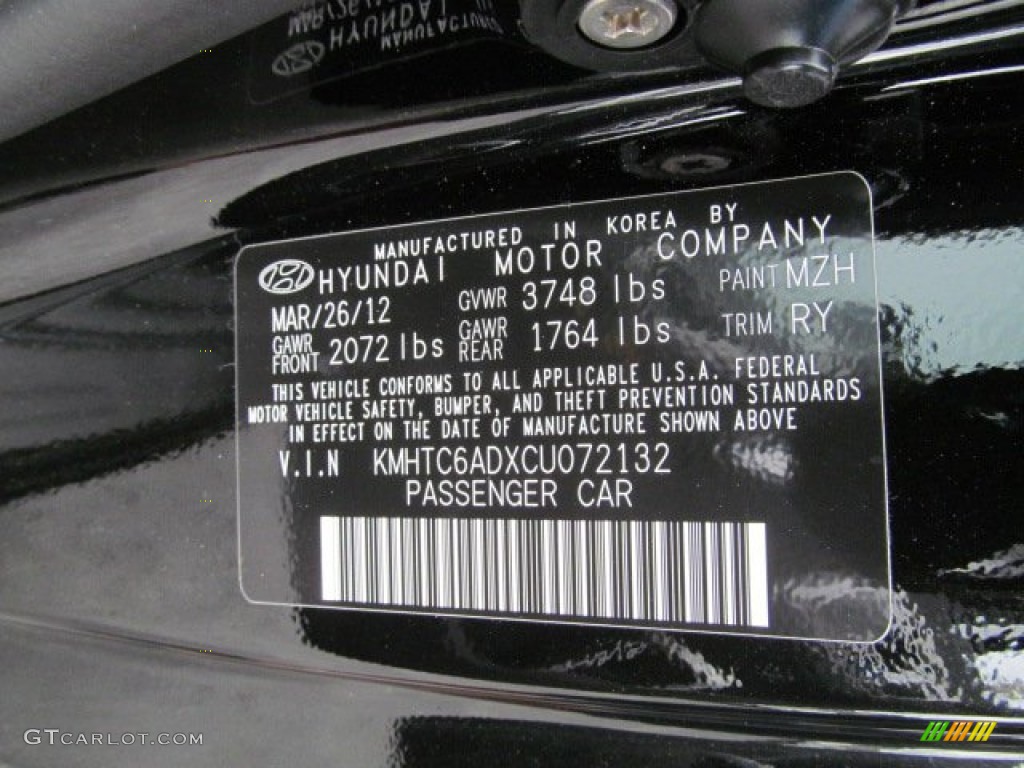 MANUFACTURED IN KOREA BY
HYUNDAI MOTOR COMPANY
MAR/26/12 GVWR 3748 lbs PAINT MZH
GAWR FRONT 2072 lbs GAWR REAR 1764 lbs TRIM RY
THIS VEHICLE CONFORMS TO ALL APPLICABLE U.S.A. FEDERAL
MOTOR VEHICLE SAFETY, BUMPER, AND THEFT PREVENTION STANDARDS
IN EFFECT ON THE DATE OF MANUFACTURE SHOWN ABOVE
V.I.N KMHTC6ADXCU072132
PASSENGER CAR
GTCARLOT.COM